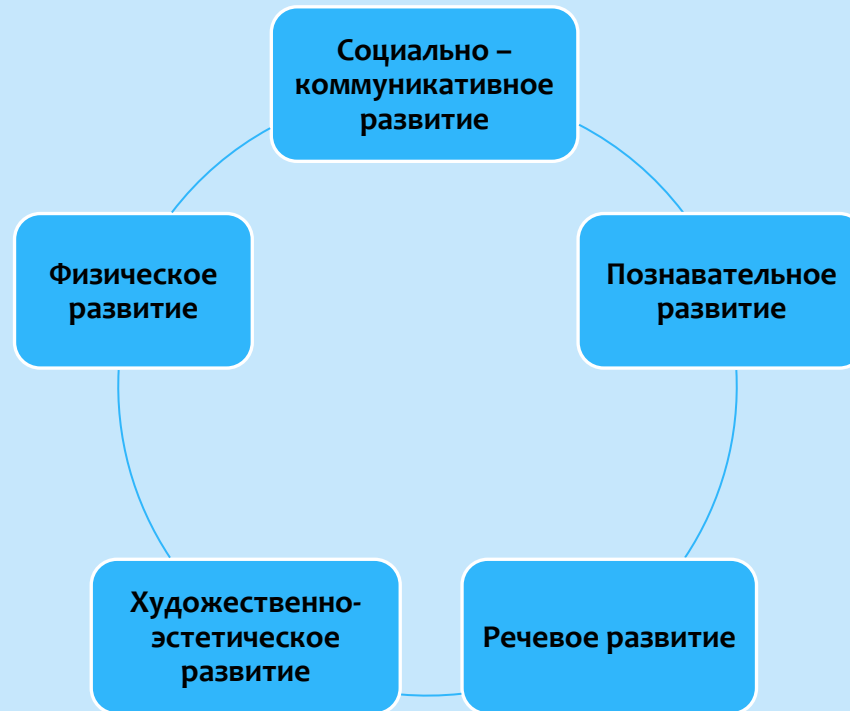 Социально –
коммуникативное
развитие
Познавательное
развитие
Речевое развитие
Художественно-
эстетическое
развитие
Физическое
развитие